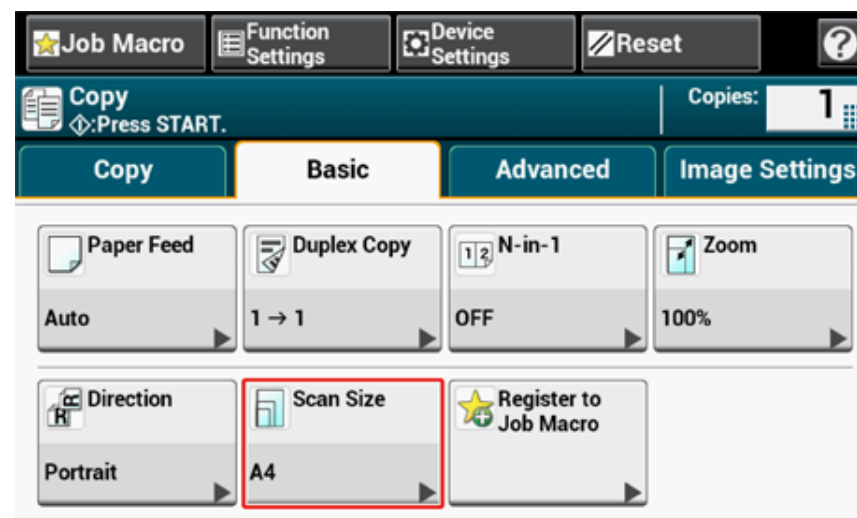 Job Macro
Function
Settings
Device
Settings
Reset
?
Copy
:Press START.
Copies:
1
Copy
Basic
Advanced
Image Settings
Paper Feed
Auto
Duplex Copy
1 → 1
1 2 N-in-1
OFF
Zoom
100%
R R Direction
Portrait
Scan Size
A4
Register to
Job Macro